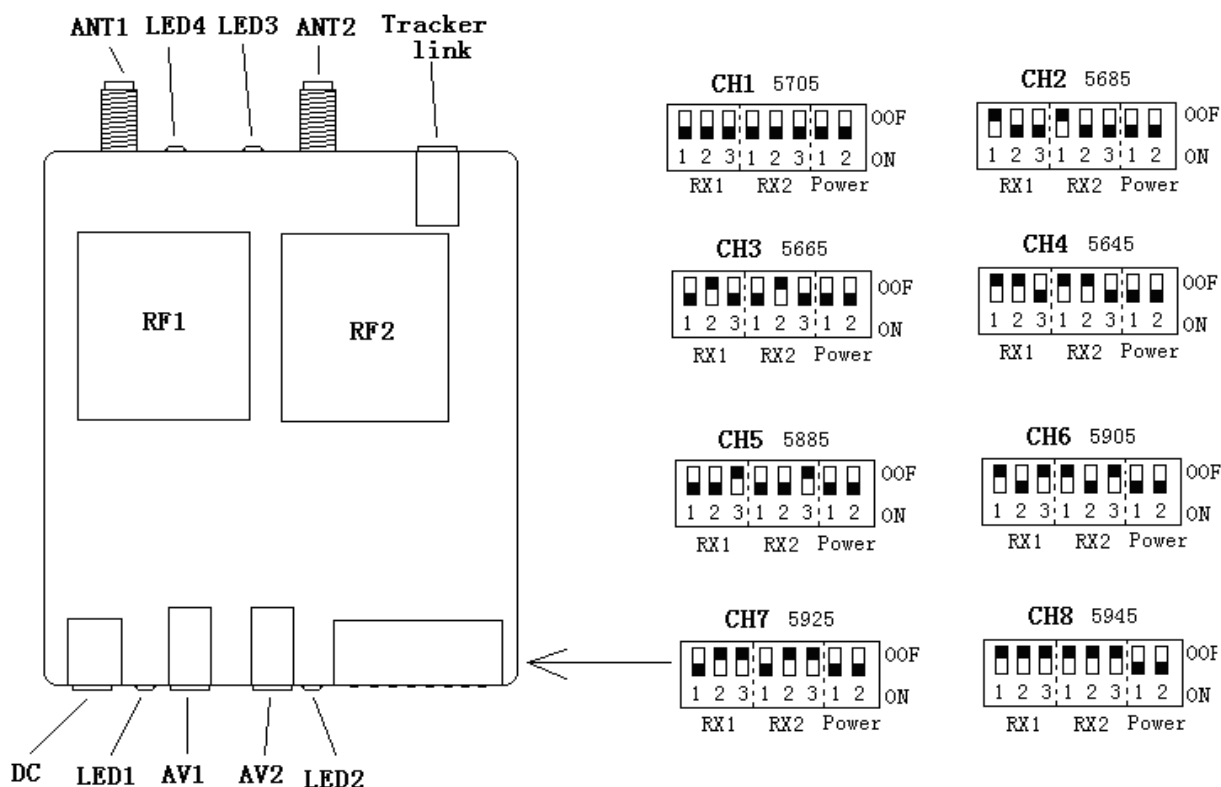 ANT1 LED4 LED3 ANT2 Tracker
link
RF1
RF2
DC LED1 AV1 AV2 LED2
CH1 5705
OOF
1 2 3 1 2 3 1 2 ON
RX1 RX2 Power
CH2 5685
OOF
1 2 3 1 2 3 1 2 ON
RX1 RX2 Power
CH3 5665
OOF
1 2 3 1 2 3 1 2 ON
RX1 RX2 Power
CH4 5645
OOF
1 2 3 1 2 3 1 2 ON
RX1 RX2 Power
CH5 5885
OOF
1 2 3 1 2 3 1 2 ON
RX1 RX2 Power
CH6 5905
OOF
1 2 3 1 2 3 1 2 ON
RX1 RX2 Power
CH7 5925
OOF
1 2 3 1 2 3 1 2 ON
RX1 RX2 Power
CH8 5945
OOF
1 2 3 1 2 3 1 2 ON
RX1 RX2 Power